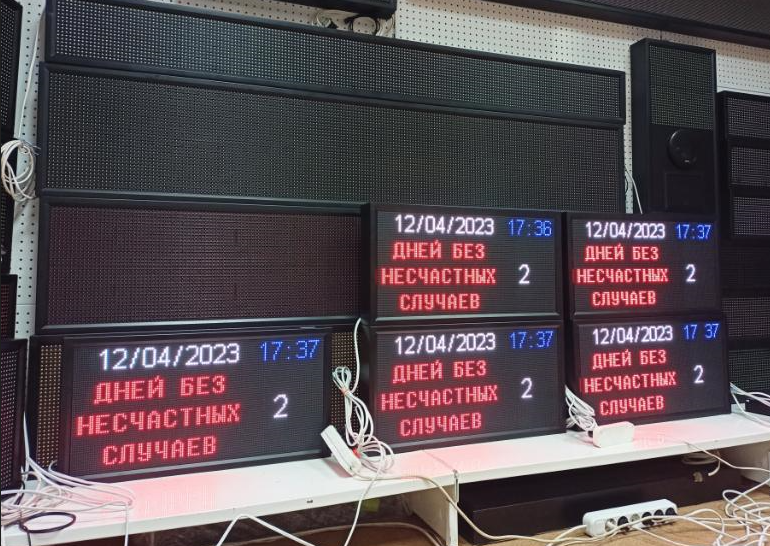 12/04/2023 17:36
ДНЕЙ БЕЗ
НЕСЧАСТНЫХ 2
СЛУЧАЕВ
12/04/2023 17:37
ДНЕЙ БЕЗ
НЕСЧАСТНЫХ 2
СЛУЧАЕВ
12/04/2023 17:37
ДНЕЙ БЕЗ
НЕСЧАСТНЫХ 2
СЛУЧАЕВ
12/04/2023 17:37
ДНЕЙ БЕЗ
НЕСЧАСТНЫХ 2
СЛУЧАЕВ
12/04/2023 17 37
ДНЕЙ БЕЗ
НЕСЧАСТНЫХ 2
СЛУЧАЕВ